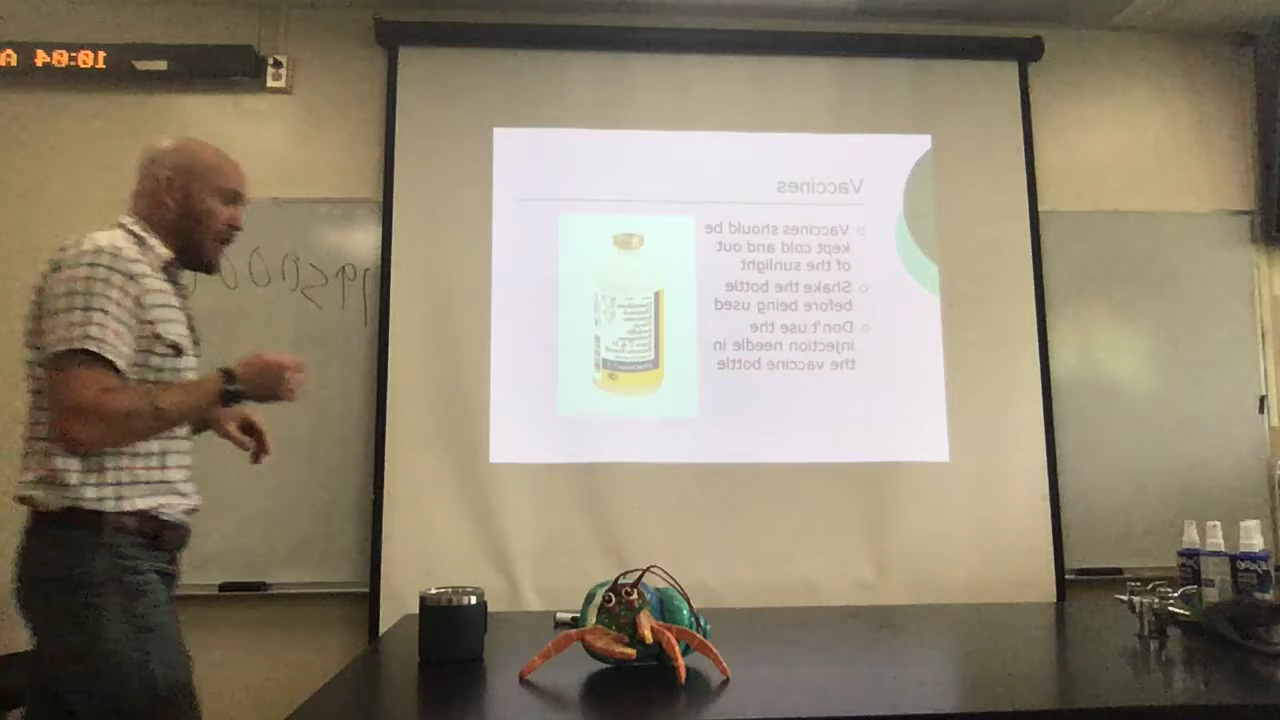 10:04 A
Vaccines
Vaccines should be
kept cold and out
of the sunlight
Shake the bottle
before being used
Don't use the
injection needle in
the vaccine bottle